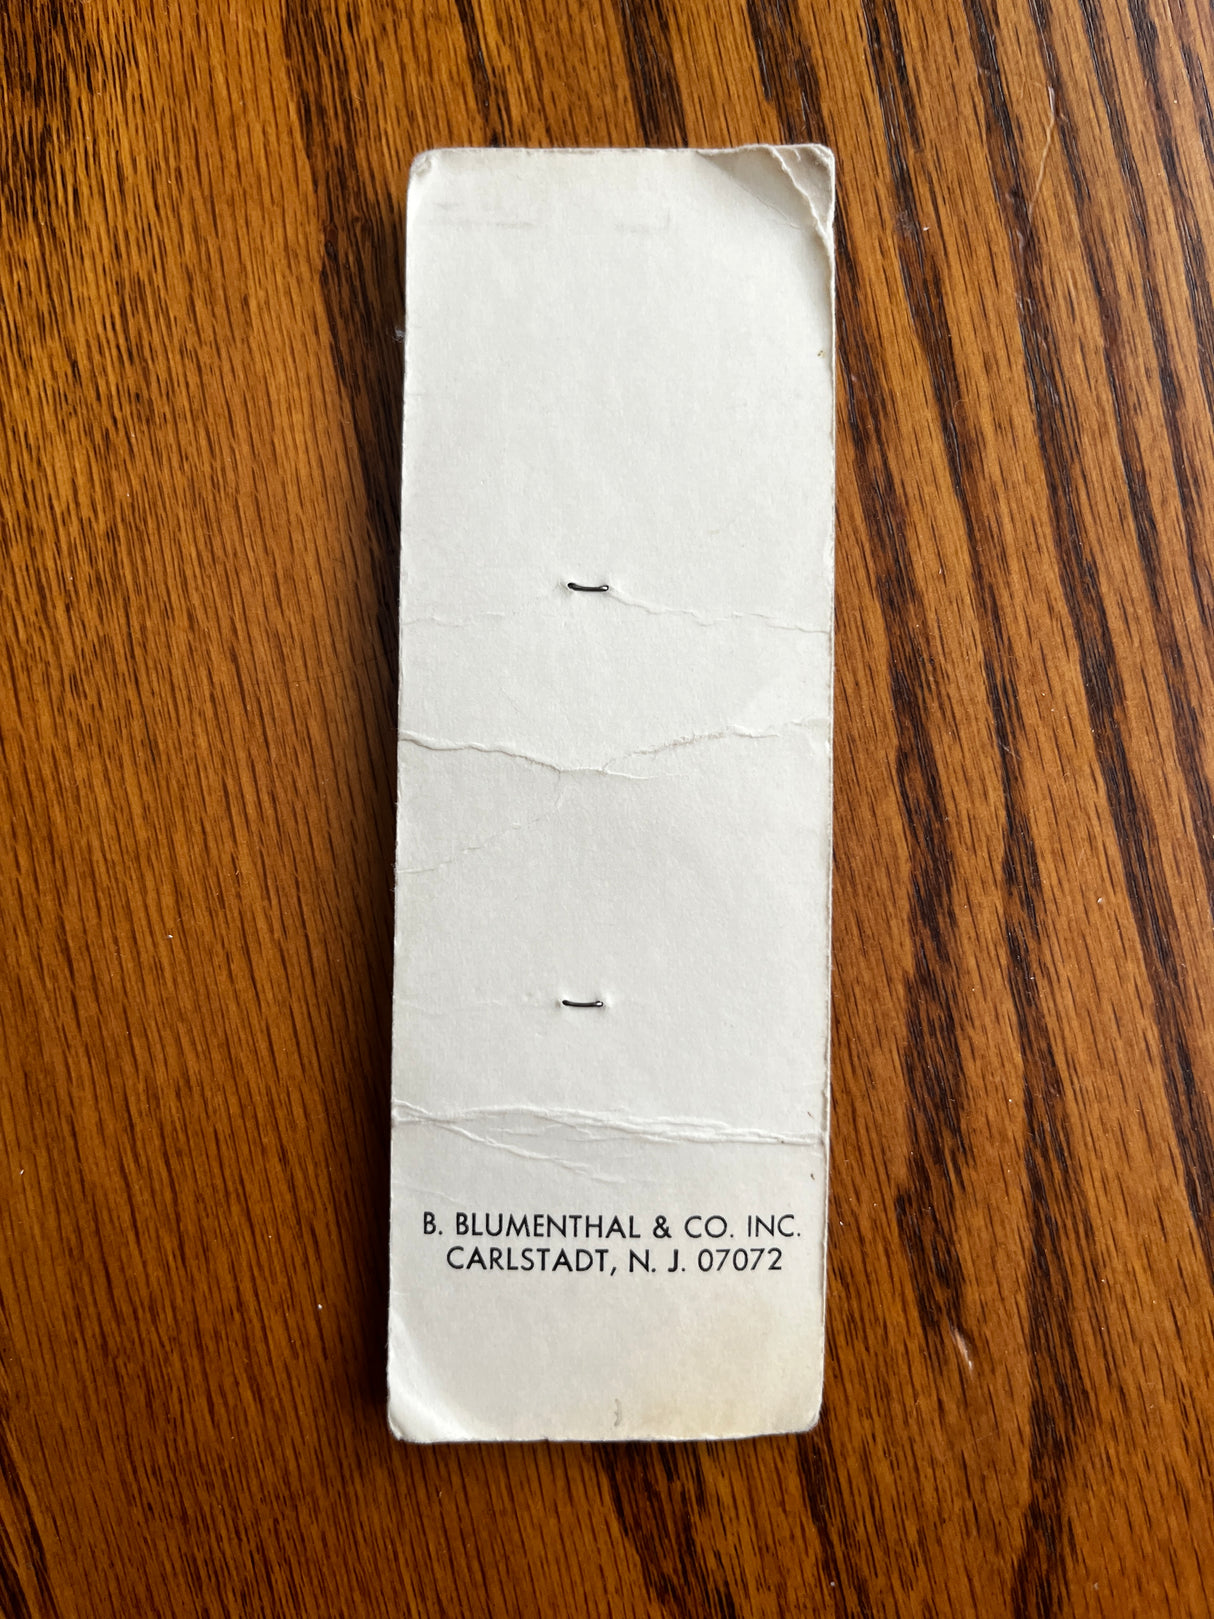 B. BLUMENTHAL & CO. INC.
CARLSTADT, N. J. 07072